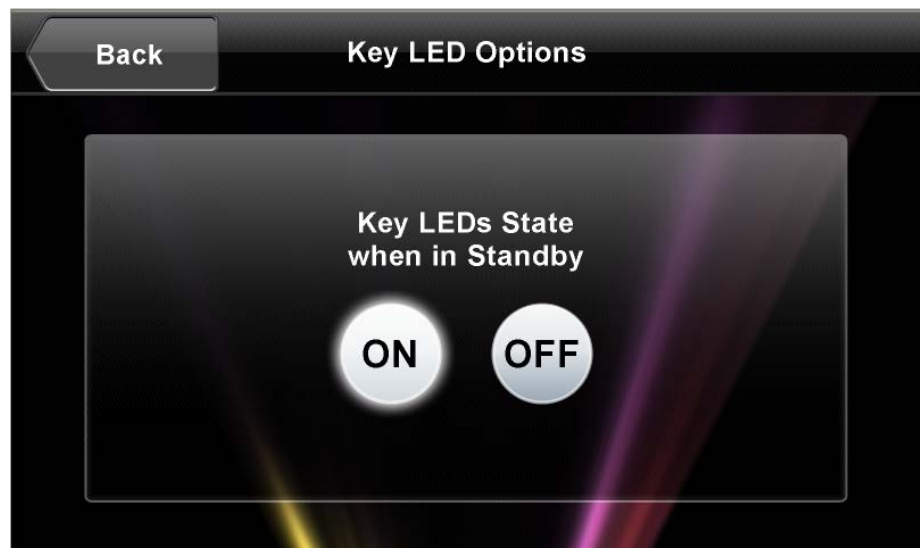 Back
Key LED Options
Key LEDs State
when in Standby
ON
OFF